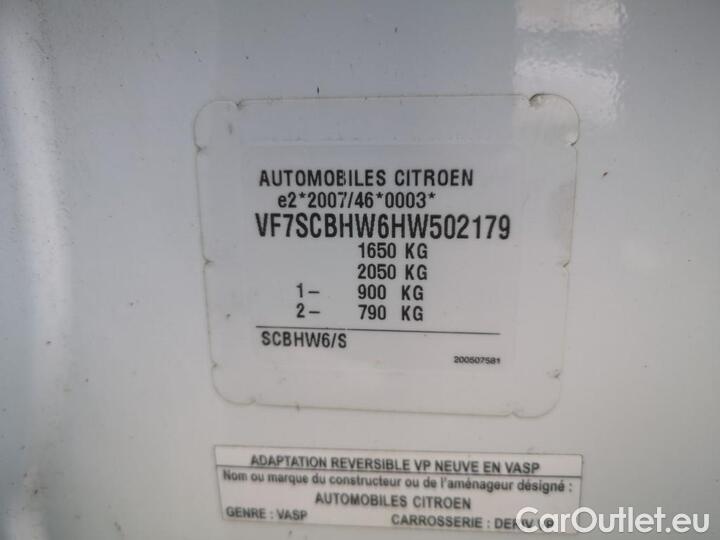 AUTOMOBILES CITROEN
e2*2007/46*0003*
VF7SCBHW6HW502179
1650 KG
2050 KG
1- 900 KG
2- 790 KG
SCBHW6/S
200507581
ADAPTATION REVERSIBLE VP NEUVE EN VASP
Nom ou marque du constructeur ou de l'aménageur désigné :
AUTOMOBILES CITROEN
GENRE : VASP CARROSSERIE : DERIV VP
CarOutlet.eu